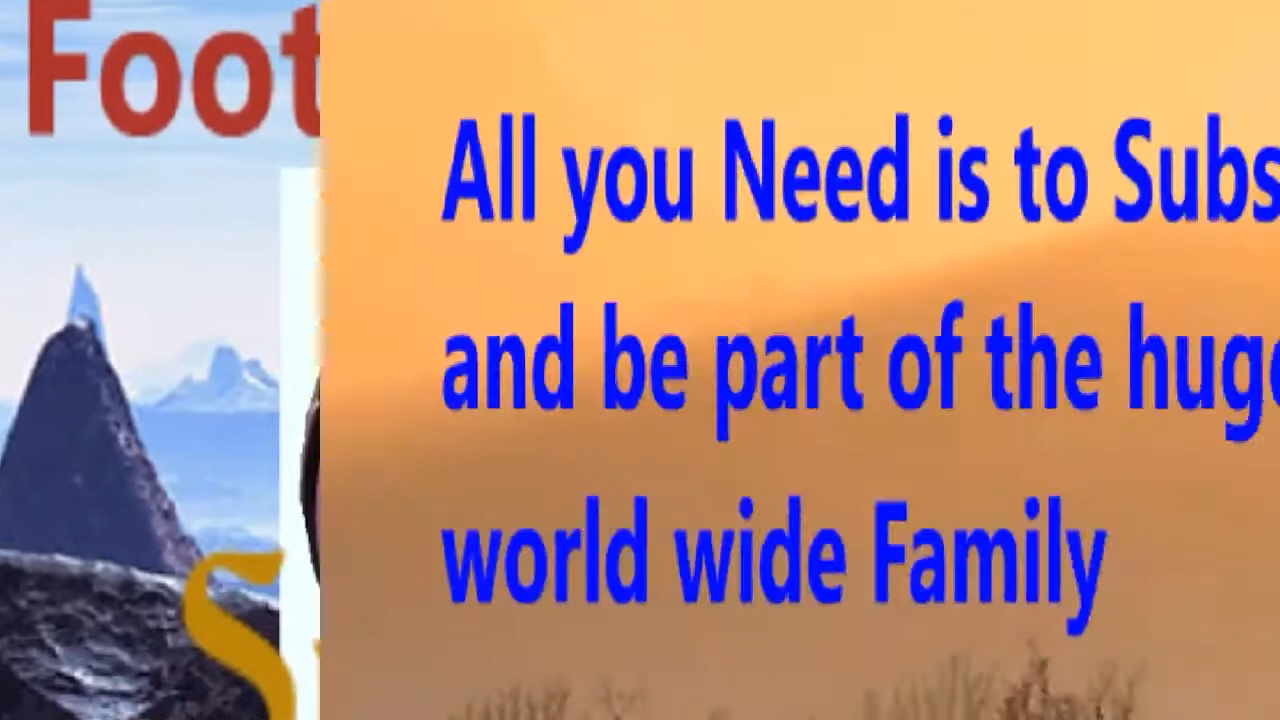 Foot
All you Need is to Subs
and be part of the huge
world wide Family
S